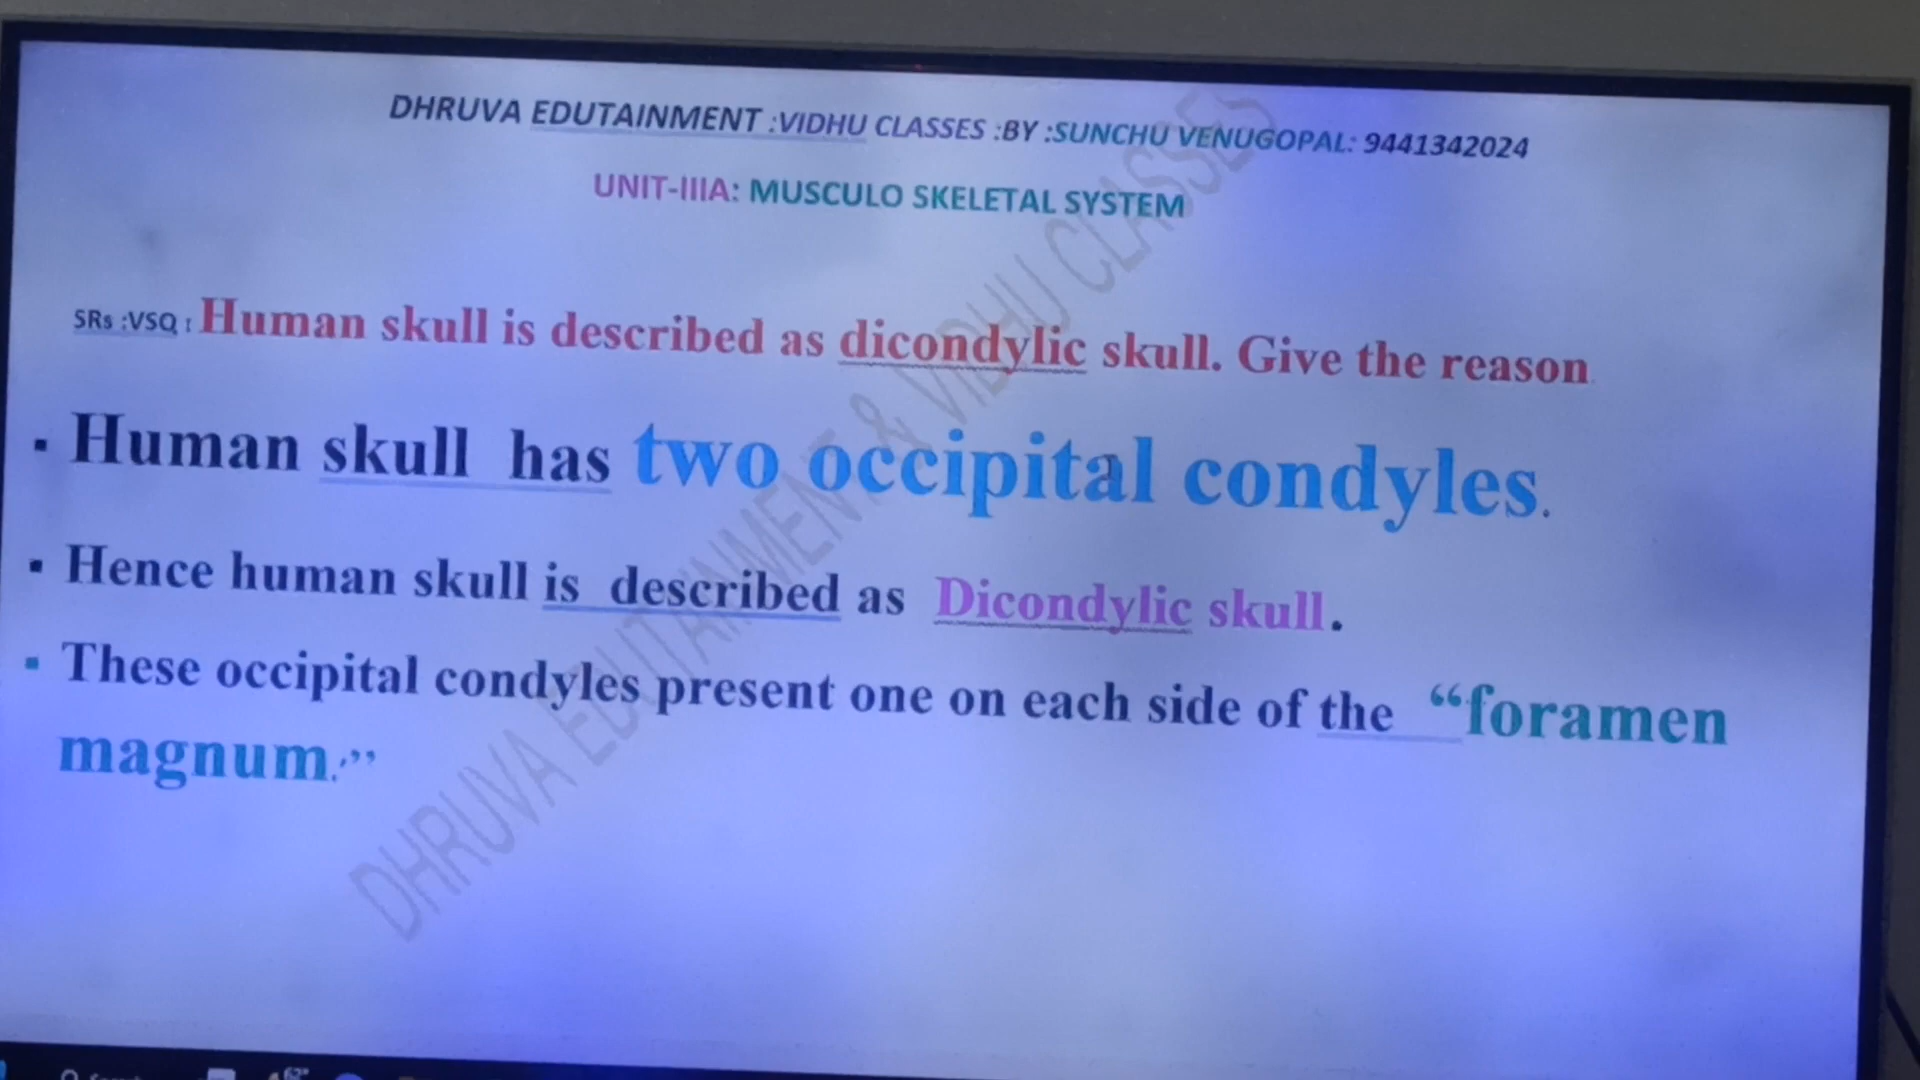 DHRUVA EDUTAINMENT :VIDHU CLASSES :BY :SUNCHU VENUGOPAL: 9441342024
UNIT-IIIA: MUSCULO SKELETAL SYSTEM
SRs :VSQ : Human skull is described as dicondylic skull. Give the reason
▪ Human skull has two occipital condyles.
▪ Hence human skull is described as Dicondylic skull.
▪ These occipital condyles present one on each side of the “foramen
magnum.”
DHRUVA EDUTAINMENT & VIDHU CLASSES